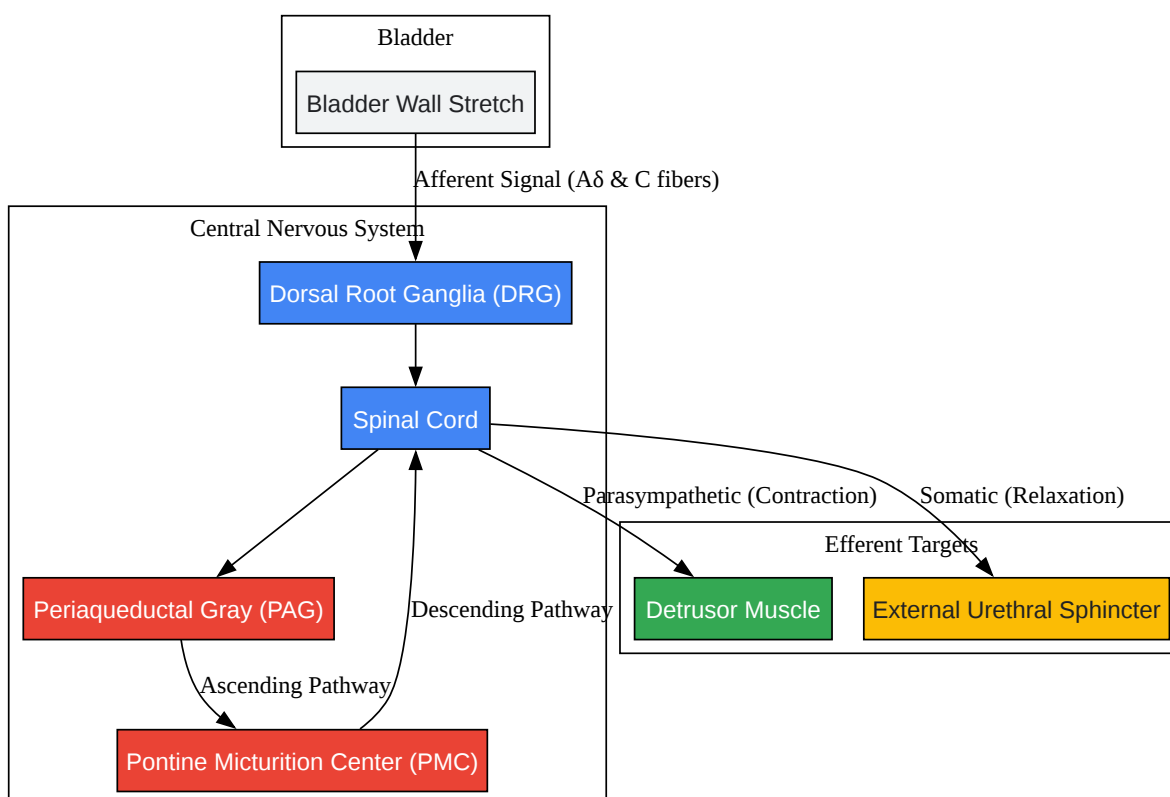 Bladder
Bladder Wall Stretch
Afferent Signal (Aδ & C fibers)
Central Nervous System
Dorsal Root Ganglia (DRG)
Spinal Cord
Parasympathetic (Contraction)
Somatic (Relaxation)
Efferent Targets
Periaqueductal Gray (PAG)
Descending Pathway
Detrusor Muscle
External Urethral Sphincter
Ascending Pathway
Pontine Micturition Center (PMC)